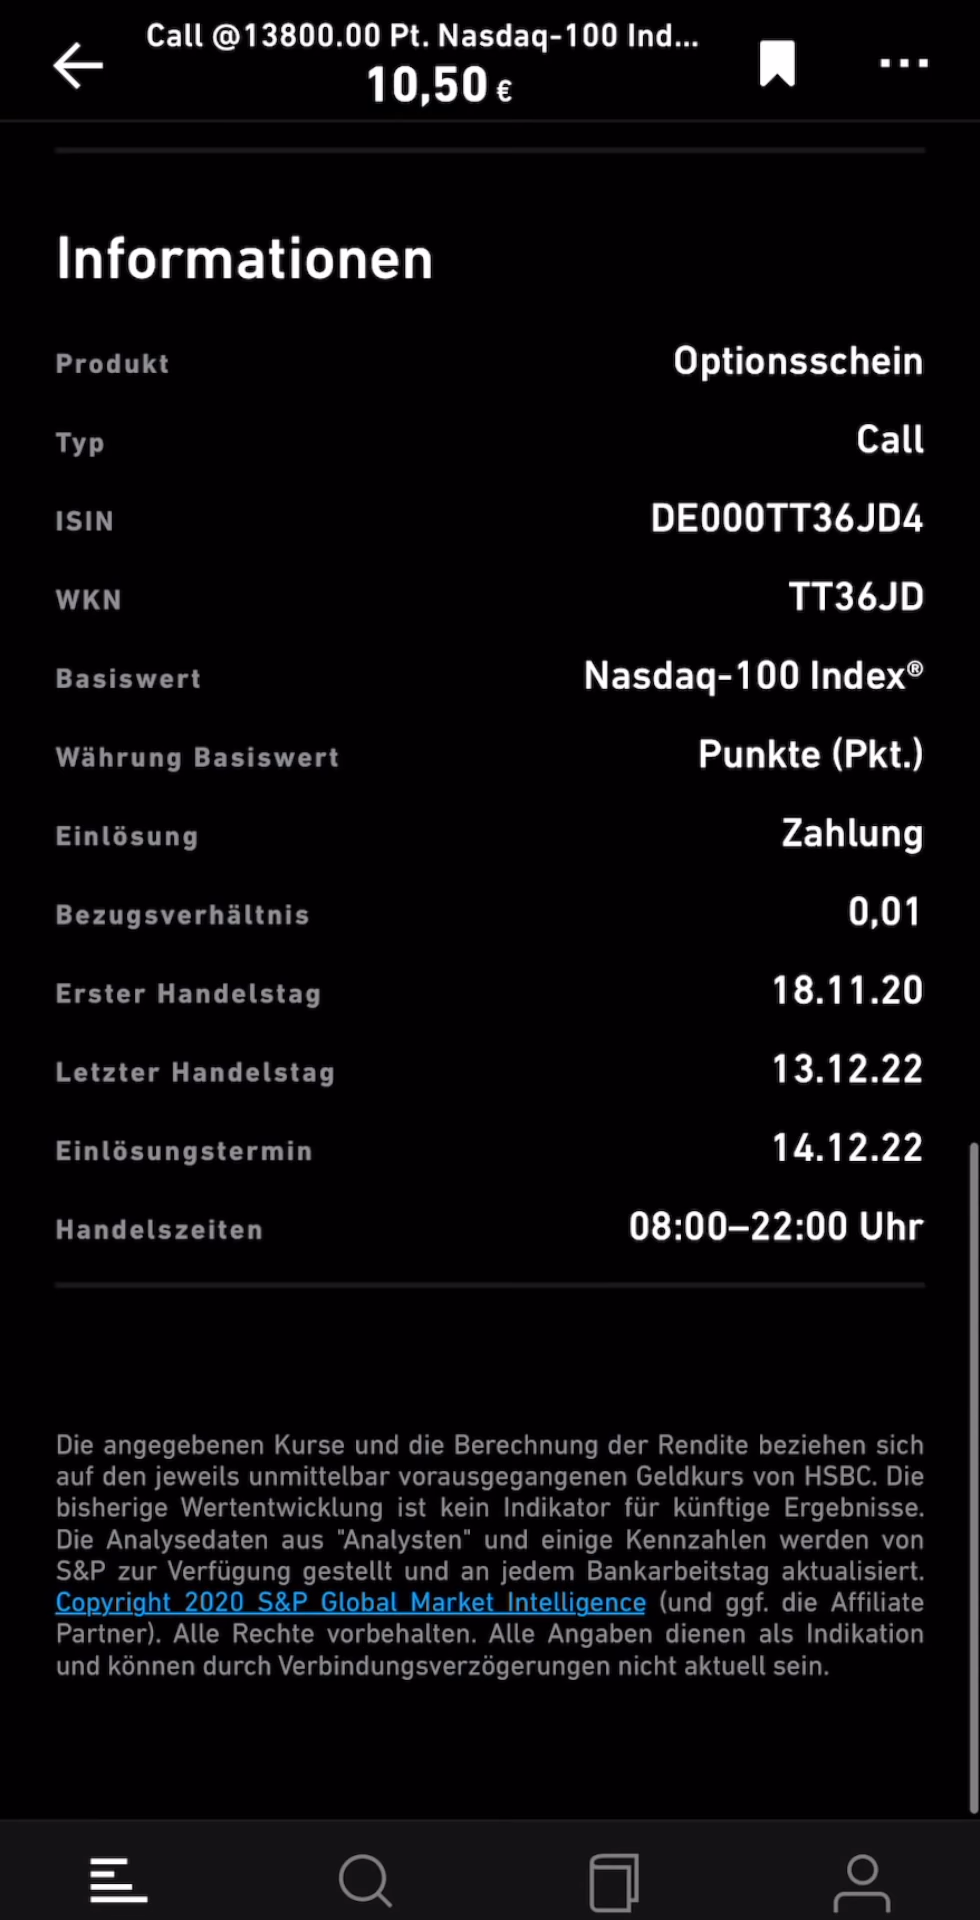 Call @13800.00 Pt. Nasdaq-100 Ind...
10,50 €
Informationen
Produkt Optionsschein
Typ Call
ISIN DE000TT36JD4
WKN TT36JD
Basiswert Nasdaq-100 Index®
Währung Basiswert Punkte (Pkt.)
Einlösung Zahlung
Bezugsverhältnis 0,01
Erster Handelstag 18.11.20
Letzter Handelstag 13.12.22
Einlösungstermin 14.12.22
Handelszeiten 08:00–22:00 Uhr
Die angegebenen Kurse und die Berechnung der Rendite beziehen sich
auf den jeweils unmittelbar vorausgegangenen Geldkurs von HSBC. Die
bisherige Wertentwicklung ist kein Indikator für künftige Ergebnisse.
Die Analysedaten aus "Analysten" und einige Kennzahlen werden von
S&P zur Verfügung gestellt und an jedem Bankarbeitstag aktualisiert.
Copyright 2020 S&P Global Market Intelligence (und ggf. die Affiliate
Partner). Alle Rechte vorbehalten. Alle Angaben dienen als Indikation
und können durch Verbindungsverzögerungen nicht aktuell sein.